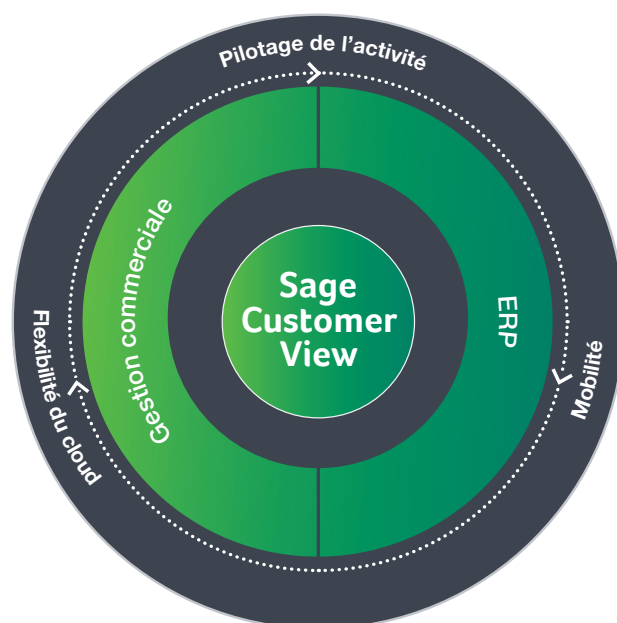 Pilotage de l’activité
Gestion commerciale
Sage
Customer
View
ERP
Flexibilité du cloud
Mobilité